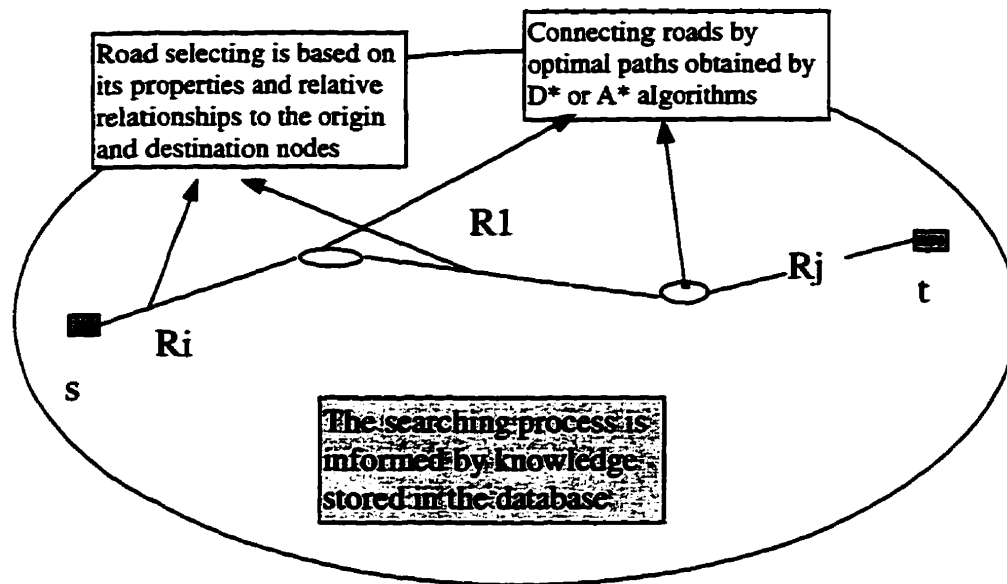 Road selecting is based on
its properties and relative
relationships to the origin
and destination nodes
Connecting roads by
optimal paths obtained by
D* or A* algorithms
R1
Rj
t
Ri
s
The searching process is
informed by knowledge
stored in the database